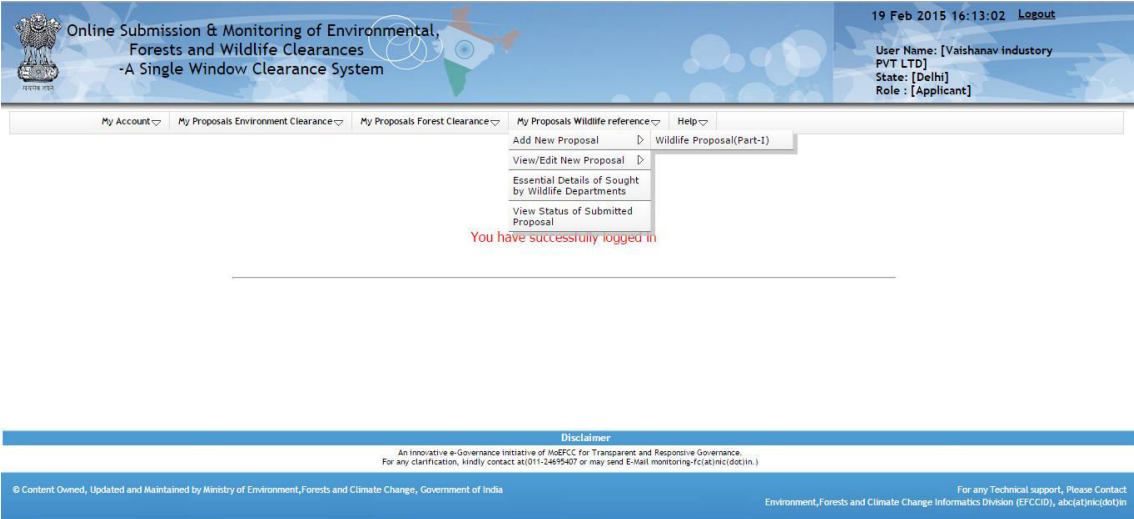 Online Submission & Monitoring of Environmental,
Forests and Wildlife Clearances
-A Single Window Clearance System
19 Feb 2015 16:13:02 Logout
User Name: [Vaishanav industory
PVT LTD]
State: [Delhi]
Role : [Applicant]
My Account My Proposals Environment Clearance My Proposals Forest Clearance My Proposals Wildlife reference Help
Add New Proposal Wildlife Proposal(Part-I)
View/Edit New Proposal
Essential Details of Sought
by Wildlife Departments
View Status of Submitted
Proposal
You have successfully logged in
Disclaimer
An innovative e-Governance initiative of MoEFCC for Transparent and Responsive Governance.
For any clarification, kindly contact at(011-24695407 or may send E-Mail monitoring-fc(at)nic(dot)in.)
© Content Owned, Updated and Maintained by Ministry of Environment,Forests and Climate Change, Government of India
For any Technical support, Please Contact
Environment,Forests and Climate Change Informatics Division (EFCCID), abc(at)nic(dot)in